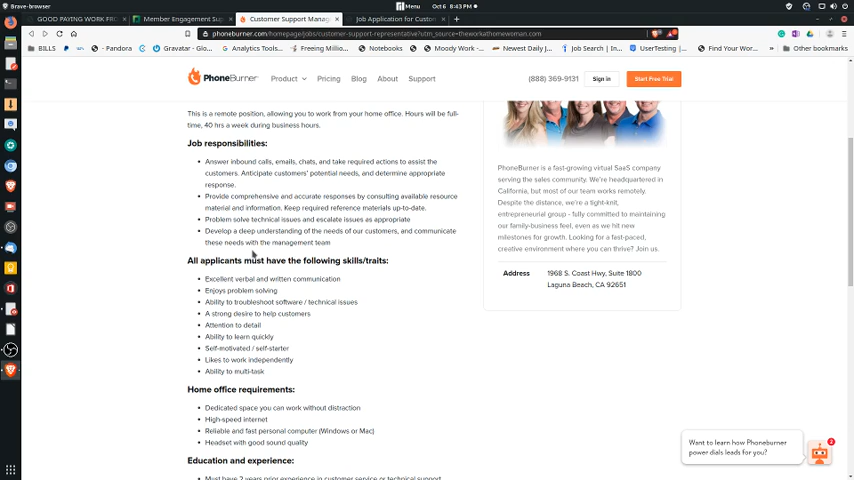 Brave-browser
Menu
Oct 6 8:43 PM
GOOD PAYING WORK FRO
Member Engagement Sup
Customer Support Manag
Job Application for Custom
phoneburner.com/homepage/jobs/customer-support-representative?utm_source=theworkathomewoman.com
BILLS
- Pandora
Gravatar - Glo...
Analytics Tools...
Freeing Million...
Notebooks
Moody Work -...
Newest Daily J...
Job Search | In...
UserTesting |...
Find Your Wor...
Other bookmarks
PhoneBurner
Product
Pricing
Blog
About
Support
(888) 369-9131
Sign in
Start Free Trial
This is a remote position, allowing you to work from your home office. Hours will be full-
time, 40 hrs a week during business hours.
Job responsibilities:
• Answer inbound calls, emails, chats, and take required actions to assist the
customers. Anticipate customers' potential needs, and determine appropriate
response.
• Provide comprehensive and accurate responses by consulting available resource
material and information. Keep required reference materials up-to-date.
• Problem solve technical issues and escalate issues as appropriate
• Develop a deep understanding of the needs of our customers, and communicate
these needs with the management team
All applicants must have the following skills/traits:
• Excellent verbal and written communication
• Enjoys problem solving
• Ability to troubleshoot software / technical issues
• A strong desire to help customers
• Attention to detail
• Ability to learn quickly
• Self-motivated / self-starter
• Likes to work independently
• Ability to multi-task
Home office requirements:
• Dedicated space you can work without distraction
• High-speed internet
• Reliable and fast personal computer (Windows or Mac)
• Headset with good sound quality
Education and experience:
• Must have 2 years prior experience in customer service or technical support
PhoneBurner is a fast-growing virtual SaaS company
serving the sales community. We're headquartered in
California, but most of our team works remotely.
Despite the distance, we're a tight-knit,
entrepreneurial group - fully committed to maintaining
our family-business feel, even as we hit new
milestones for growth. Looking for a fast-paced,
creative environment where you can thrive? Join us.
Address
1968 S. Coast Hwy, Suite 1800
Laguna Beach, CA 92651
Want to learn how Phoneburner
power dials leads for you?
2